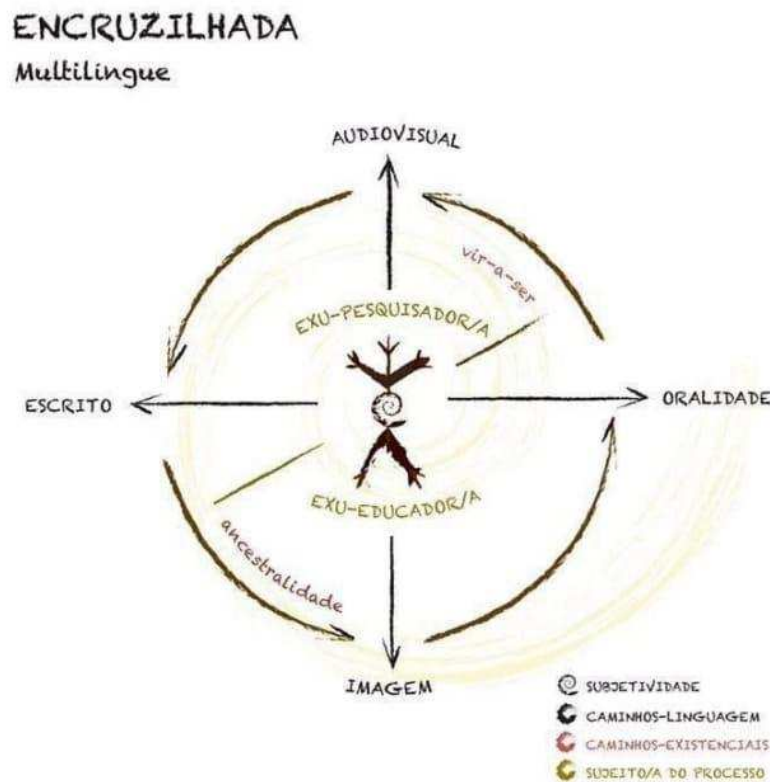 ENCRUZILHADA
Multilingue
AUDIOVISUAL
vir-a-ser
EXU-PESQUISADOR/A
ESCRITO
ORALIDADE
EXU-EDUCADOR/A
ancestralidade
IMAGEM
SUBJETIVIDADE
CAMINHOS-LINGUAGEM
CAMINHOS-EXISTENCIAIS
SUJEITO/A DO PROCESSO